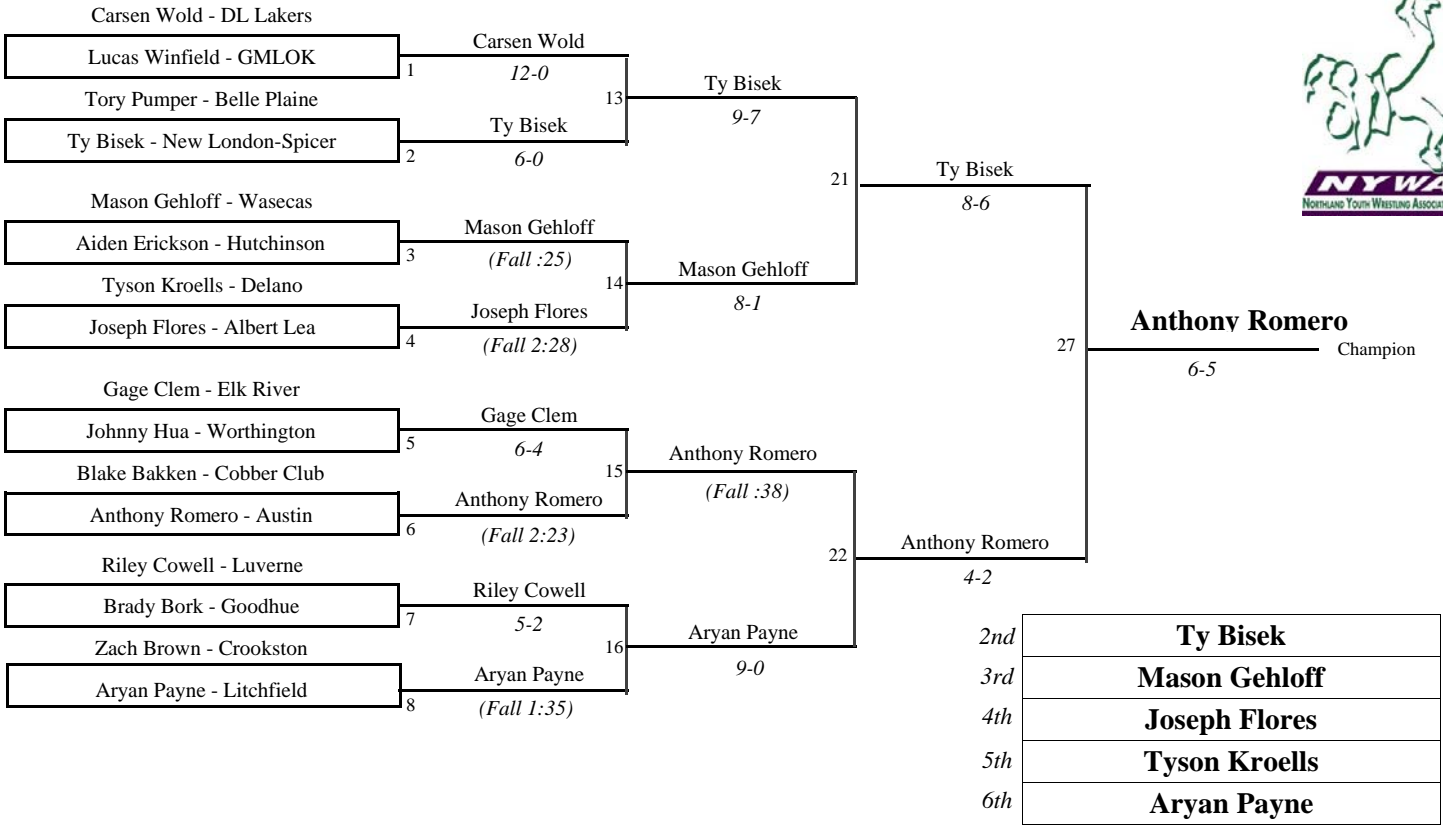 Carsen Wold - DL Lakers
Lucas Winfield - GMLOK
1
Tory Pumper - Belle Plaine
Ty Bisek - New London-Spicer
2
Mason Gehloff - Wasecas
Aiden Erickson - Hutchinson
3
Tyson Kroells - Delano
Joseph Flores - Albert Lea
4
Gage Clem - Elk River
Johnny Hua - Worthington
5
Blake Bakken - Cobber Club
Anthony Romero - Austin
6
Riley Cowell - Luverne
Brady Bork - Goodhue
7
Zach Brown - Crookston
Aryan Payne - Litchfield
8
Carsen Wold
12-0
13
Ty Bisek
6-0
Mason Gehloff
(Fall :25)
14
Joseph Flores
(Fall 2:28)
Gage Clem
6-4
15
Anthony Romero
(Fall 2:23)
Riley Cowell
5-2
16
Aryan Payne
(Fall 1:35)
Ty Bisek
9-7
21
Mason Gehloff
8-1
Anthony Romero
(Fall :38)
22
Aryan Payne
9-0
Ty Bisek
8-6
27
Anthony Romero
4-2
Anthony Romero
Champion
6-5
NYWA
NORTHLAND YOUTH WRESTLING
2nd Ty Bisek
3rd Mason Gehloff
4th Joseph Flores
5th Tyson Kroells
6th Aryan Payne